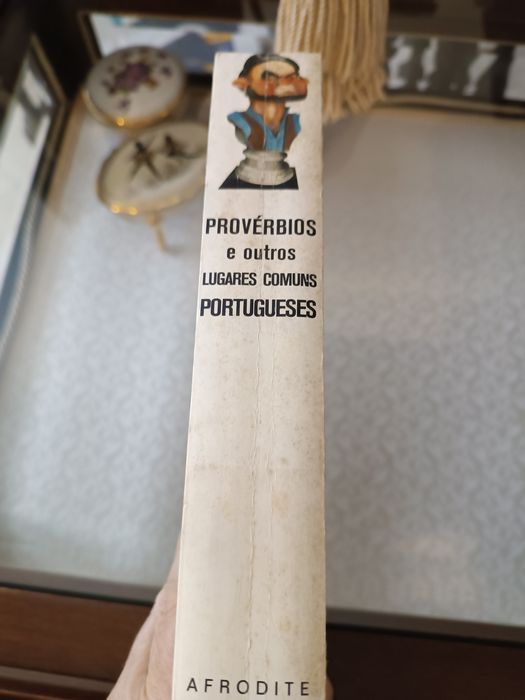 PROVÉRBIOS
e outros
LUGARES COMUNS
PORTUGUESES
AFRODITE